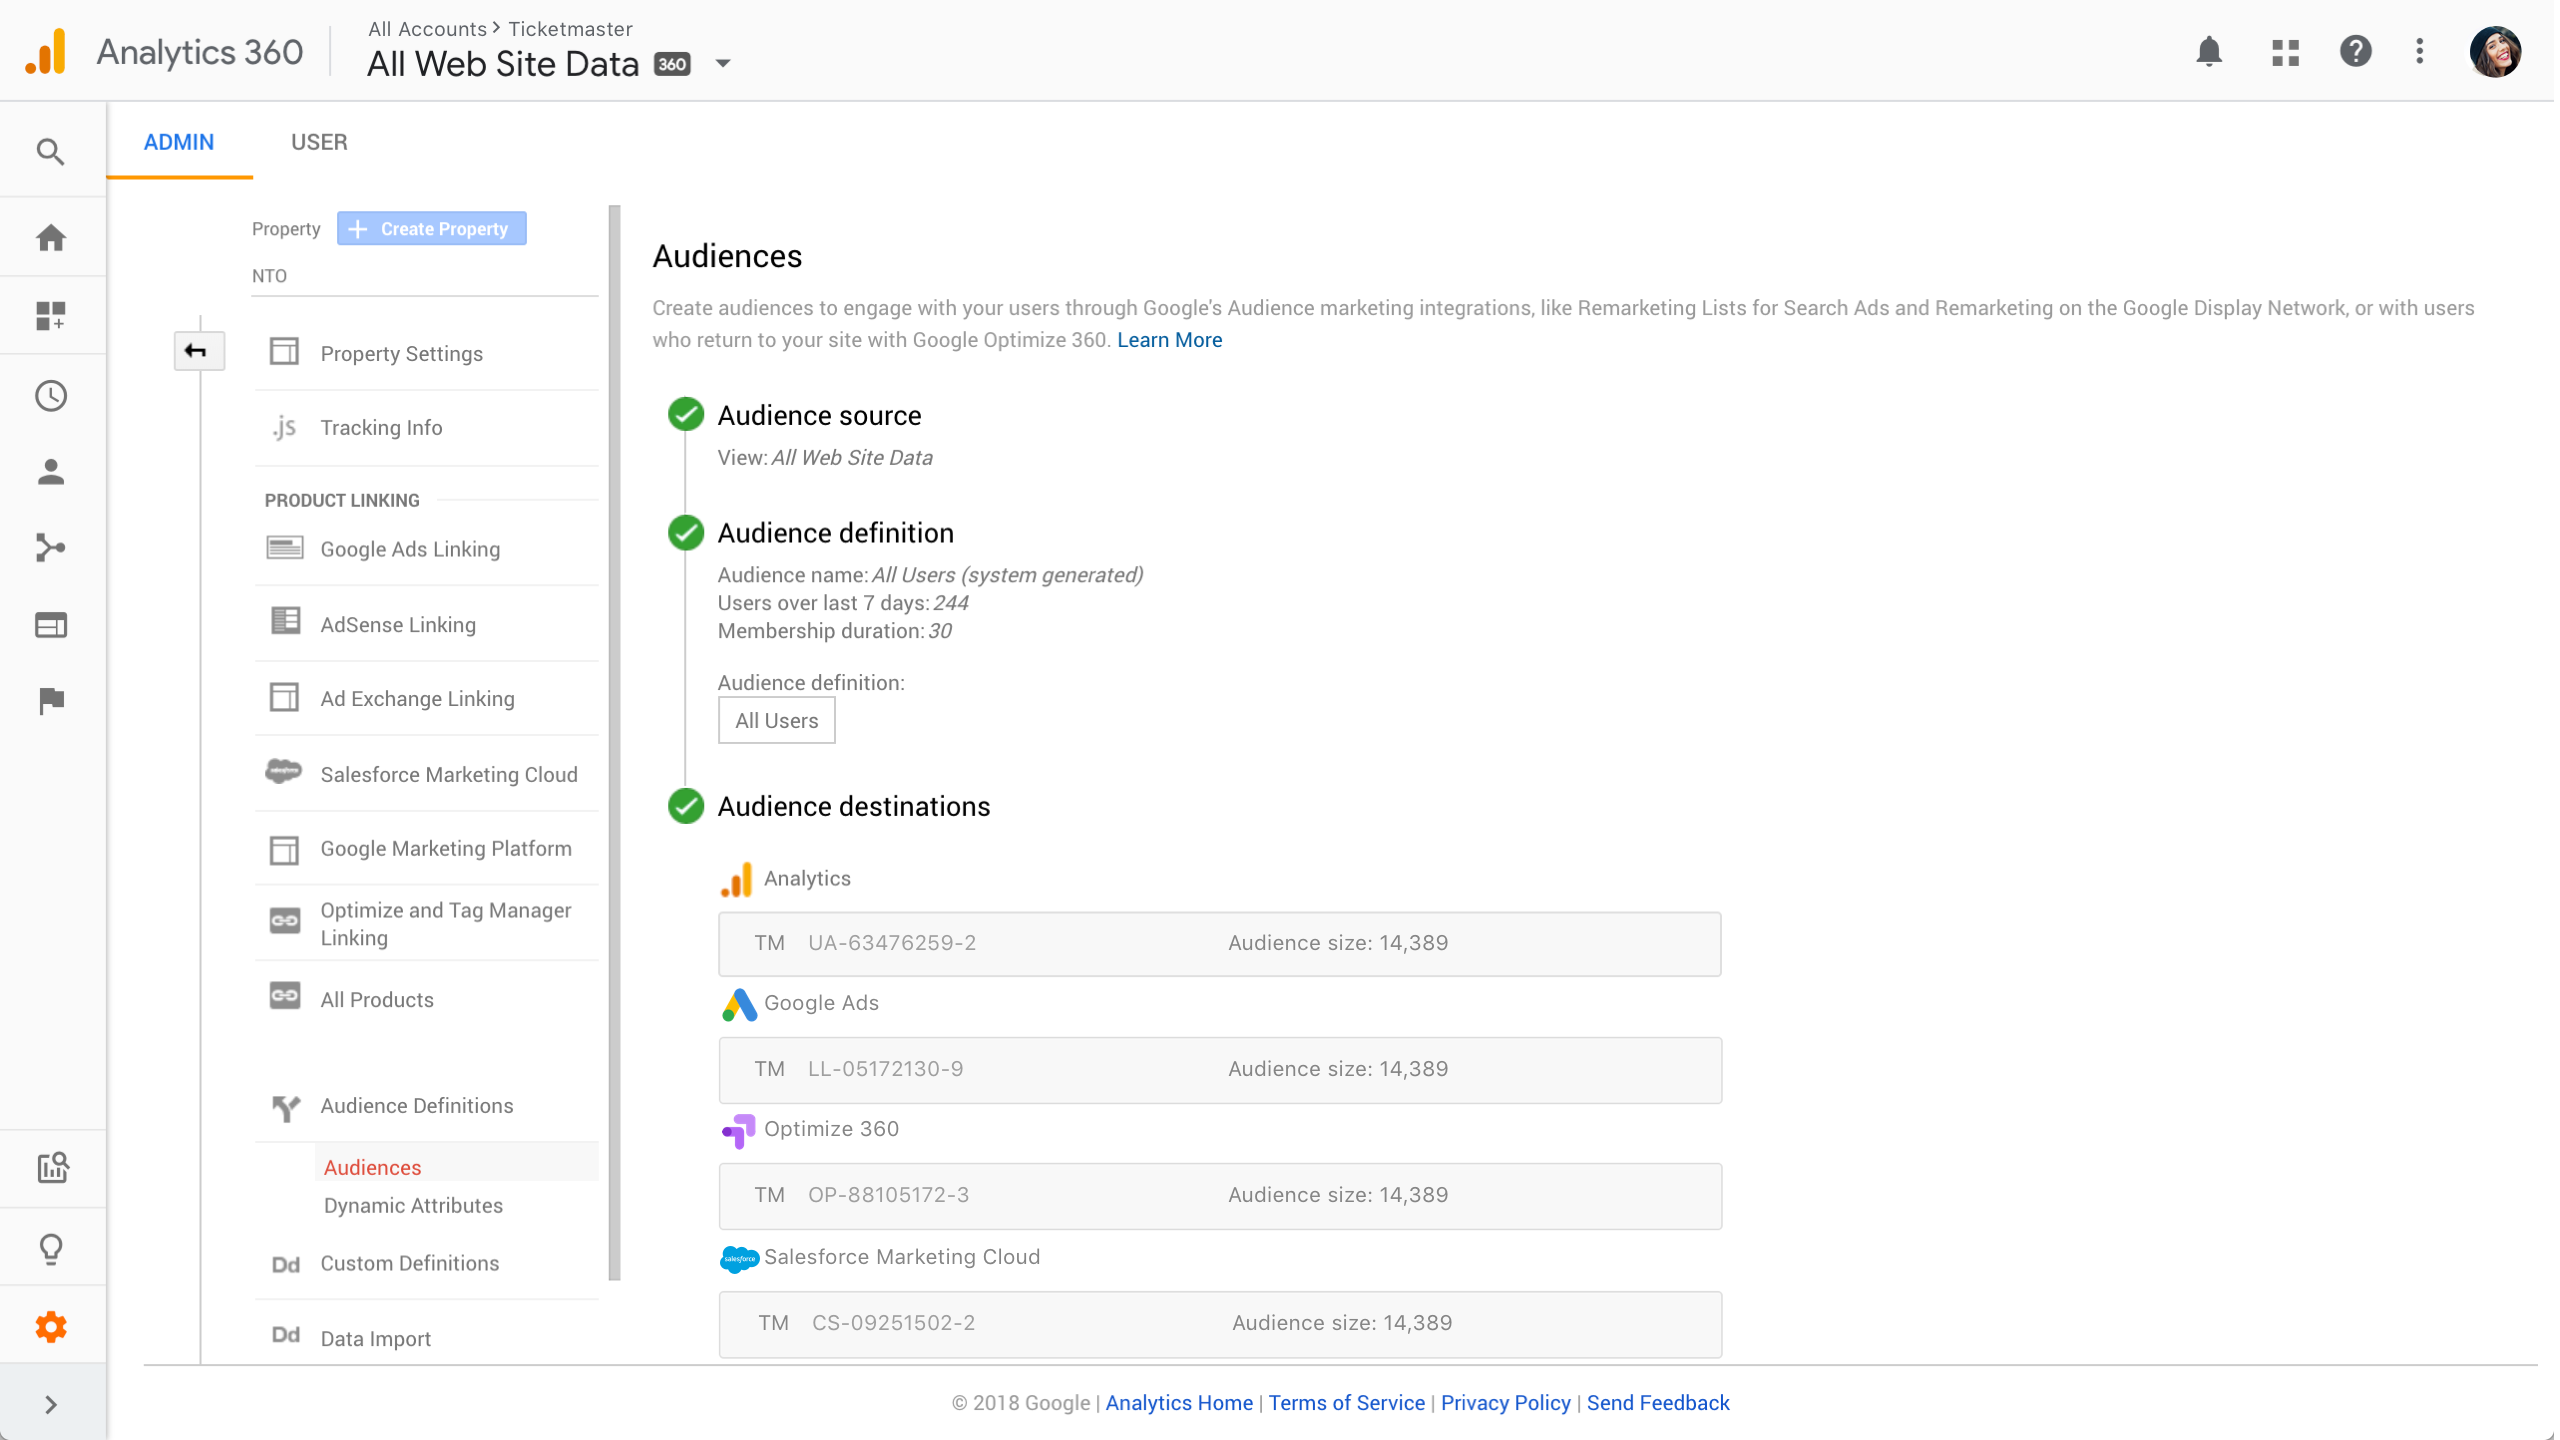 Analytics 360
All Accounts > Ticketmaster
All Web Site Data 360
ADMIN
USER
Property
+ Create Property
NTO
Property Settings
.js Tracking Info
PRODUCT LINKING
Google Ads Linking
AdSense Linking
Ad Exchange Linking
salesforce
Salesforce Marketing Cloud
Google Marketing Platform
Optimize and Tag Manager
Linking
All Products
Audience Definitions
Audiences
Dynamic Attributes
Dd Custom Definitions
Dd Data Import
Audiences
Create audiences to engage with your users through Google's Audience marketing integrations, like Remarketing Lists for Search Ads and Remarketing on the Google Display Network, or with users
who return to your site with Google Optimize 360. Learn More
Audience source
View: All Web Site Data
Audience definition
Audience name: All Users (system generated)
Users over last 7 days: 244
Membership duration: 30
Audience definition:
All Users
Audience destinations
Analytics
TM UA-63476259-2 Audience size: 14,389
Google Ads
TM LL-05172130-9 Audience size: 14,389
Optimize 360
TM OP-88105172-3 Audience size: 14,389
salesforce
Salesforce Marketing Cloud
TM CS-09251502-2 Audience size: 14,389
© 2018 Google | Analytics Home | Terms of Service | Privacy Policy | Send Feedback